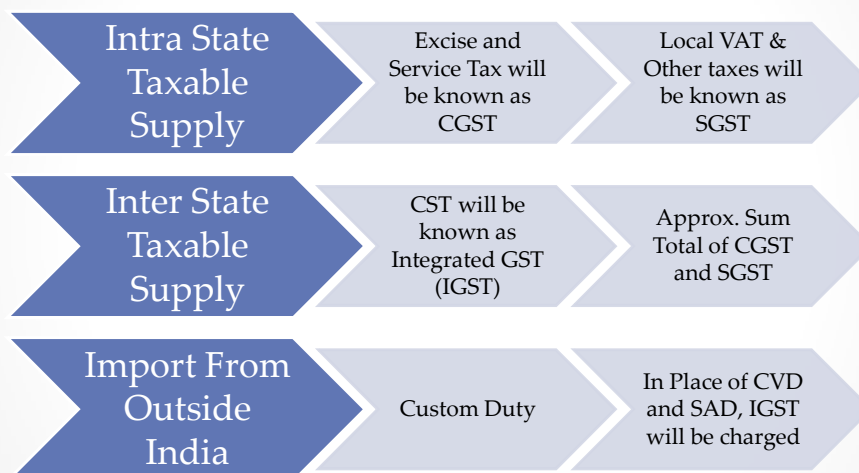 Intra State
Taxable
Supply
Excise and
Service Tax will
be known as
CGST
Local VAT &
Other taxes will
be known as
SGST
Inter State
Taxable
Supply
CST will be
known as
Integrated GST
(IGST)
Approx. Sum
Total of CGST
and SGST
Import From
Outside
India
Custom Duty
In Place of CVD
and SAD, IGST
will be charged